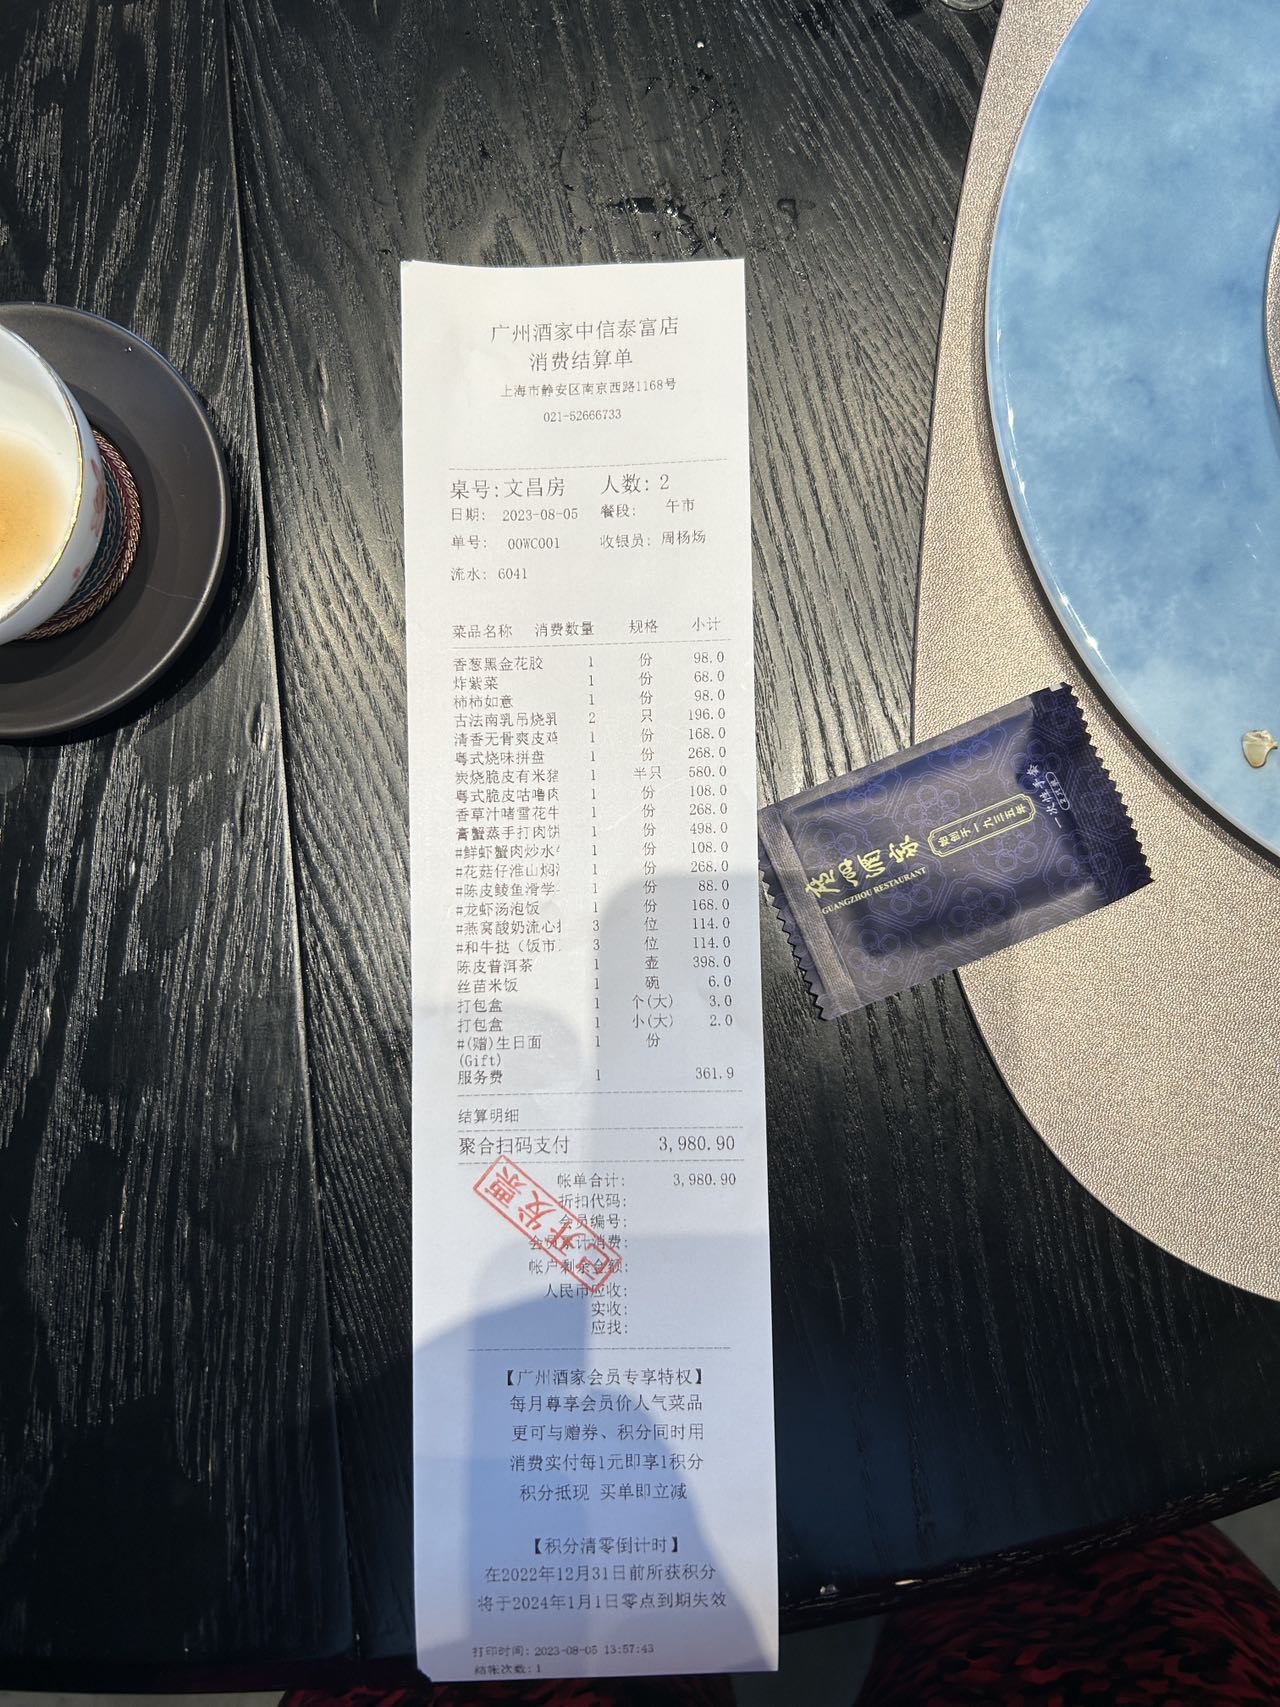 广州酒家中信泰富店
消费结算单
上海市静安区南京西路1168号
021-52666733
桌号:文昌房 人数: 2
日期: 2023-08-05 餐段: 午市
单号: 00WC001 收银员: 周杨炀
流水: 6041
菜品名称 消费数量 规格 小计
香葱黑金花胶 1 份 98.0
炸紫菜 1 份 68.0
柿柿如意 1 份 98.0
古法南乳吊烧乳 2 只 196.0
清香无骨爽皮鸡 1 份 168.0
粤式烧味拼盘 1 份 268.0
炭烧脆皮有米猪 1 半只 580.0
粤式脆皮咕噜肉 1 份 108.0
香草汁啫雪花牛 1 份 268.0
膏蟹蒸手打肉饼 1 份 498.0
#鲜虾蟹肉炒水 1 份 108.0
#花菇仔淮山焖 1 份 268.0
#陈皮鲮鱼滑学 1 份 88.0
#龙虾汤泡饭 1 份 168.0
#燕窝酸奶流心 3 位 114.0
#和牛挞（饭市 3 位 114.0
陈皮普洱茶 1 壶 398.0
丝苗米饭 1 碗 6.0
打包盒 1 个(大) 3.0
打包盒 1 小(大) 2.0
#(赠)生日面 1 份
(Gift)
服务费 1 361.9
结算明细
聚合扫码支付 3,980.90
帐单合计: 3,980.90
折扣代码:
会员编号:
会员累计消费:
帐户剩余金额:
人民币应收:
实收:
应找:
已开发票
【广州酒家会员专享特权】
每月尊享会员价人气菜品
更可与赠券、积分同时用
消费实付每1元即享1积分
积分抵现 买单即立减
【积分清零倒计时】
在2022年12月31日前所获积分
将于2024年1月1日零点到期失效
打印时间: 2023-08-05 13:57:43
结帐次数: 1
广州酒家
GUANGZHOU RESTAURANT
始创于一九三五年
一次性手套